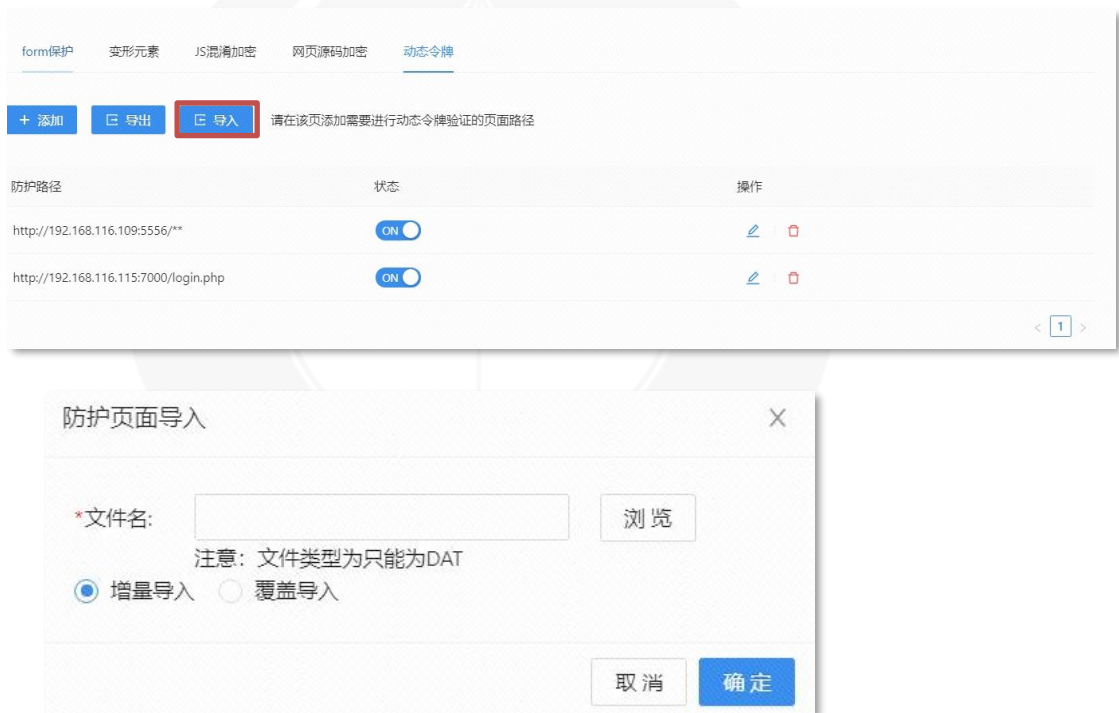 form保护 变形元素 JS混淆加密 网页源码加密 动态令牌
+ 添加 导出 导入 请在该页添加需要进行动态令牌验证的页面路径
防护路径 状态 操作
http://192.168.116.109:5556/** ON
http://192.168.116.115:7000/login.php ON
< 1 >
防护页面导入
*文件名: 浏览
注意：文件类型为只能为DAT
增量导入 覆盖导入
取消 确定